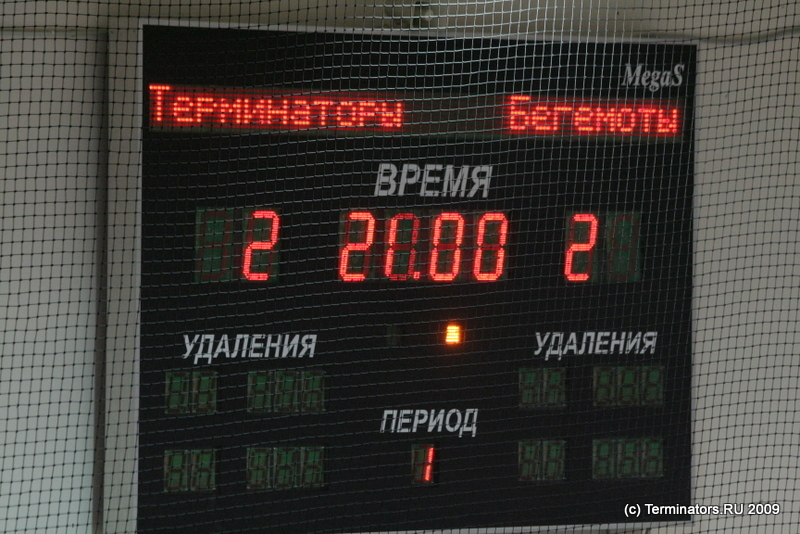 MegaS
Терминаторы Бегемоты
ВРЕМЯ
2 21.00 2
УДАЛЕНИЯ УДАЛЕНИЯ
ПЕРИОД
1
(c) Terminators.RU 2009